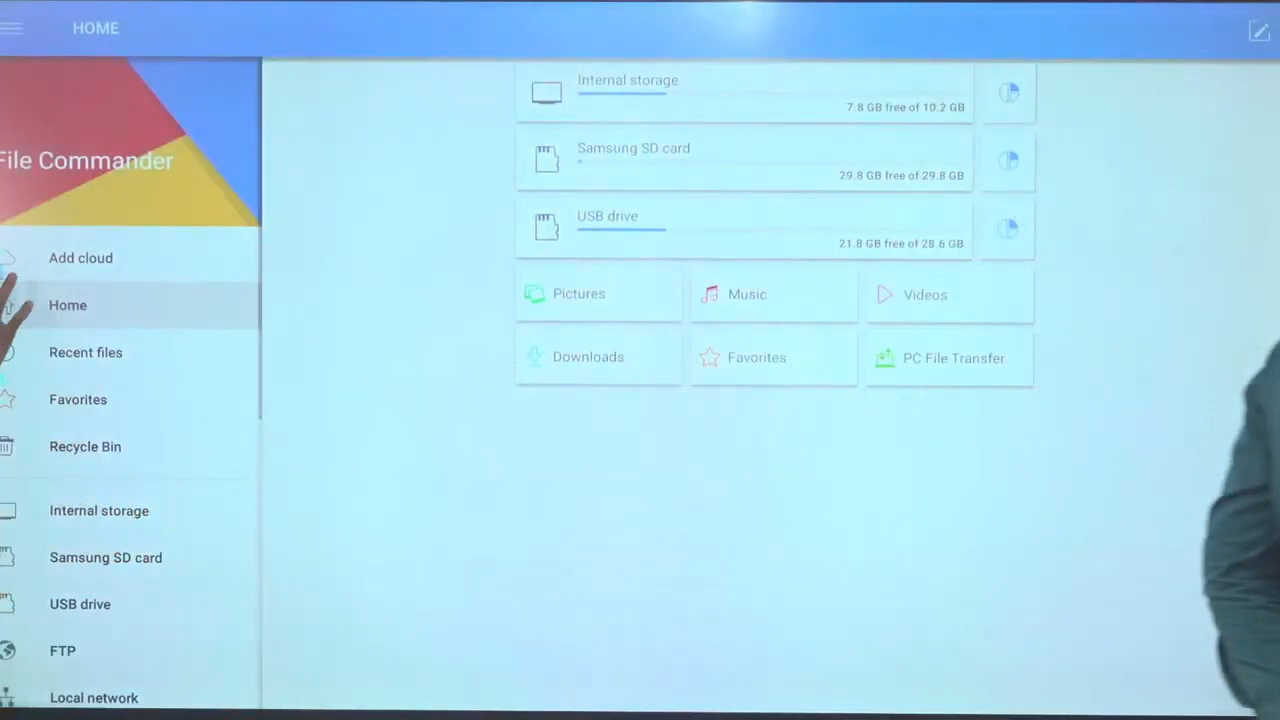 HOME
File Commander
Add cloud
Home
Recent files
Favorites
Recycle Bin
Internal storage
Samsung SD card
USB drive
FTP
Local network
Internal storage
7.8 GB free of 10.2 GB
Samsung SD card
29.8 GB free of 29.8 GB
USB drive
21.8 GB free of 28.6 GB
Pictures
Music
Videos
Downloads
Favorites
PC File Transfer